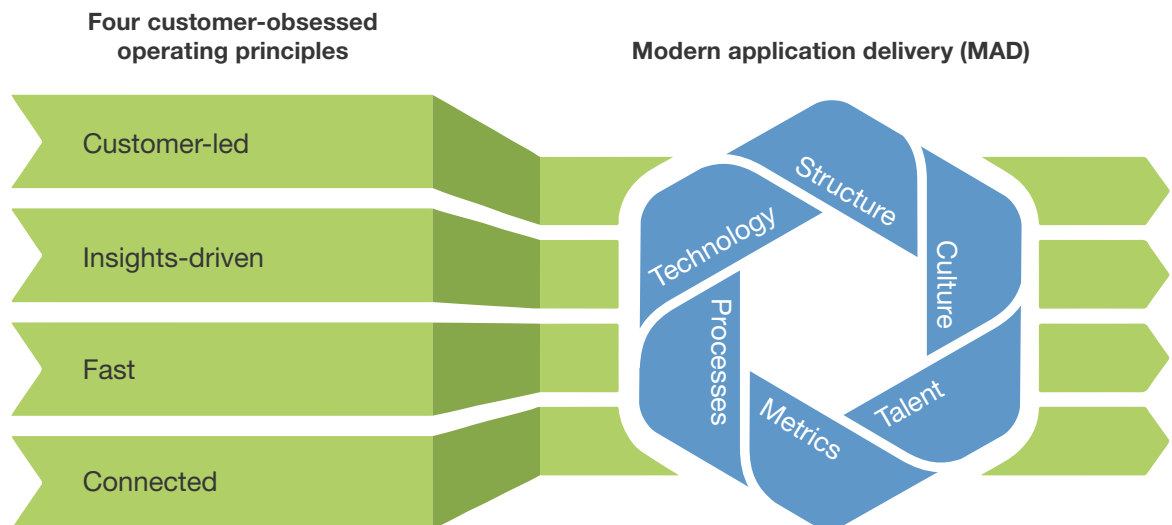 Four customer-obsessed
operating principles
Modern application delivery (MAD)
Customer-led
Insights-driven
Fast
Connected
Structure
Culture
Talent
Metrics
Processes
Technology